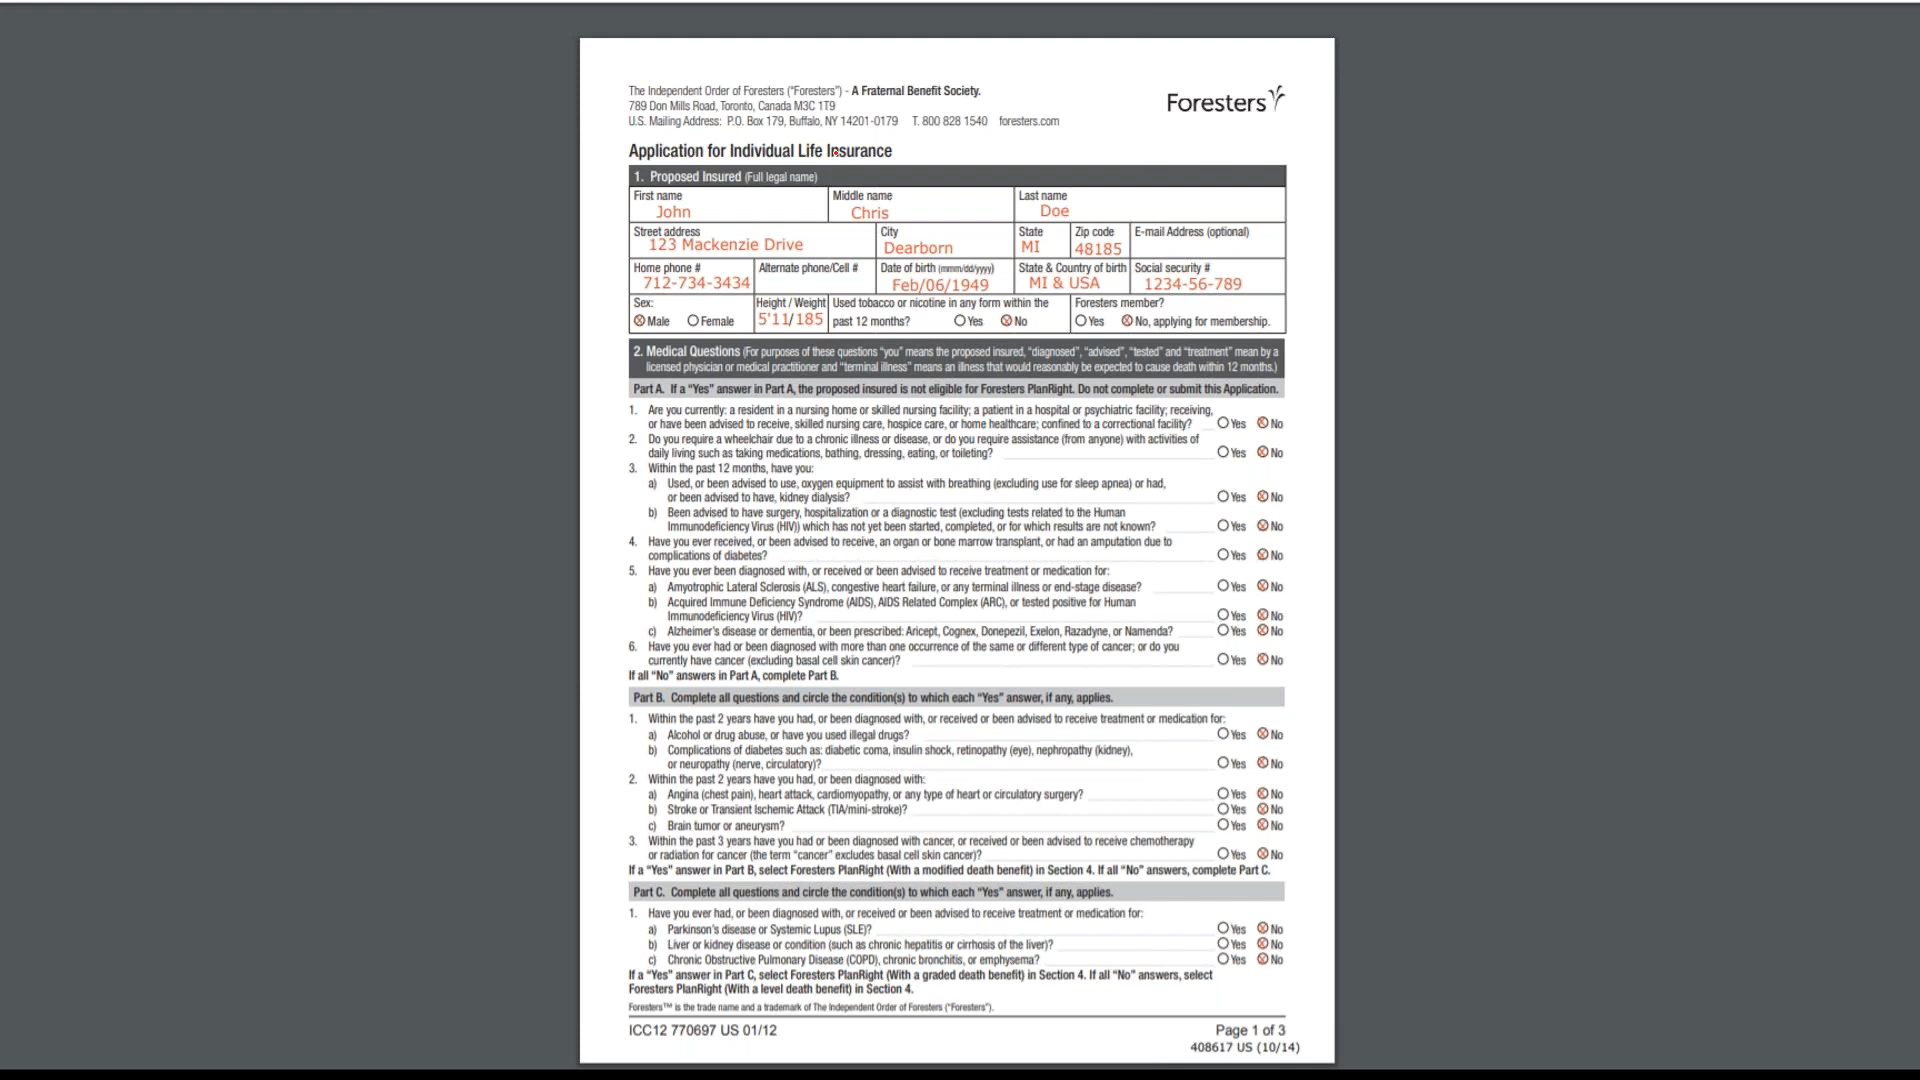 The Independent Order of Foresters (“Foresters”) - A Fraternal Benefit Society.
789 Don Mills Road, Toronto, Canada M3C 1T9
U.S. Mailing Address: P.O. Box 179, Buffalo, NY 14201-0179 T. 800 828 1540 foresters.com
Foresters
Application for Individual Life Insurance
1. Proposed Insured (Full legal name)
First name Middle name Last name
John Chris Doe
Street address City State Zip code E-mail Address (optional)
123 Mackenzie Drive Dearborn MI 48185
Home phone # Alternate phone/Cell # Date of birth (mmm/dd/yyyy) State & Country of birth Social security #
712-734-3434 Feb/06/1949 MI & USA 1234-56-789
Sex: Height / Weight Used tobacco or nicotine in any form within the Foresters member?
Male Female 5'11/185 past 12 months? Yes No Yes No, applying for membership.
2. Medical Questions (For purposes of these questions “you” means the proposed insured, “diagnosed”, “advised”, “tested” and “treatment” mean by a
licensed physician or medical practitioner and “terminal illness” means an illness that would reasonably be expected to cause death within 12 months.)
Part A. If a “Yes” answer in Part A, the proposed insured is not eligible for Foresters PlanRight. Do not complete or submit this Application.
1. Are you currently: a resident in a nursing home or skilled nursing facility; a patient in a hospital or psychiatric facility; receiving,
or have been advised to receive, skilled nursing care, hospice care, or home healthcare; confined to a correctional facility? Yes No
2. Do you require a wheelchair due to a chronic illness or disease, or do you require assistance (from anyone) with activities of
daily living such as taking medications, bathing, dressing, eating, or toileting? Yes No
3. Within the past 12 months, have you:
a) Used, or been advised to use, oxygen equipment to assist with breathing (excluding use for sleep apnea) or had,
or been advised to have, kidney dialysis? Yes No
b) Been advised to have surgery, hospitalization or a diagnostic test (excluding tests related to the Human
Immunodeficiency Virus (HIV)) which has not yet been started, completed, or for which results are not known? Yes No
4. Have you ever received, or been advised to receive, an organ or bone marrow transplant, or had an amputation due to
complications of diabetes? Yes No
5. Have you ever been diagnosed with, or received or been advised to receive treatment or medication for:
a) Amyotrophic Lateral Sclerosis (ALS), congestive heart failure, or any terminal illness or end-stage disease? Yes No
b) Acquired Immune Deficiency Syndrome (AIDS), AIDS Related Complex (ARC), or tested positive for Human
Immunodeficiency Virus (HIV)? Yes No
c) Alzheimer’s disease or dementia, or been prescribed: Aricept, Cognex, Donepezil, Exelon, Razadyne, or Namenda? Yes No
6. Have you ever had or been diagnosed with more than one occurrence of the same or different type of cancer; or do you
currently have cancer (excluding basal cell skin cancer)? Yes No
If all “No” answers in Part A, complete Part B.
Part B. Complete all questions and circle the condition(s) to which each “Yes” answer, if any, applies.
1. Within the past 2 years have you had, or been diagnosed with, or received or been advised to receive treatment or medication for:
a) Alcohol or drug abuse, or have you used illegal drugs? Yes No
b) Complications of diabetes such as: diabetic coma, insulin shock, retinopathy (eye), nephropathy (kidney),
or neuropathy (nerve, circulatory)? Yes No
2. Within the past 2 years have you had, or been diagnosed with:
a) Angina (chest pain), heart attack, cardiomyopathy, or any type of heart or circulatory surgery? Yes No
b) Stroke or Transient Ischemic Attack (TIA/mini-stroke)? Yes No
c) Brain tumor or aneurysm? Yes No
3. Within the past 3 years have you had or been diagnosed with cancer, or received or been advised to receive chemotherapy
or radiation for cancer (the term “cancer” excludes basal cell skin cancer)? Yes No
If a “Yes” answer in Part B, select Foresters PlanRight (With a modified death benefit) in Section 4. If all “No” answers, complete Part C.
Part C. Complete all questions and circle the condition(s) to which each “Yes” answer, if any, applies.
1. Have you ever had, or been diagnosed with, or received or been advised to receive treatment or medication for:
a) Parkinson’s disease or Systemic Lupus (SLE)? Yes No
b) Liver or kidney disease or condition (such as chronic hepatitis or cirrhosis of the liver)? Yes No
c) Chronic Obstructive Pulmonary Disease (COPD), chronic bronchitis, or emphysema? Yes No
If a “Yes” answer in Part C, select Foresters PlanRight (With a graded death benefit) in Section 4. If all “No” answers, select
Foresters PlanRight (With a level death benefit) in Section 4.
Foresters™ is the trade name and a trademark of The Independent Order of Foresters (“Foresters”).
ICC12 770697 US 01/12 Page 1 of 3
408617 US (10/14)